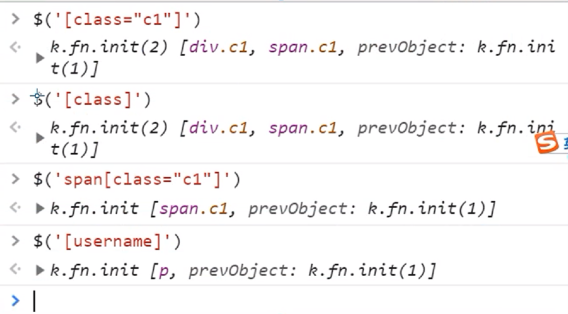 > $('[class="c1"]')
k.fn.init(2) [div.c1, span.c1, prevObject: k.fn.ini
t(1)]
> $('[class]')
k.fn.init(2) [div.c1, span.c1, prevObject: k.fn.ini
t(1)]
> $('span[class="c1"]')
k.fn.init [span.c1, prevObject: k.fn.init(1)]
> $('[username]')
k.fn.init [p, prevObject: k.fn.init(1)]
>
S